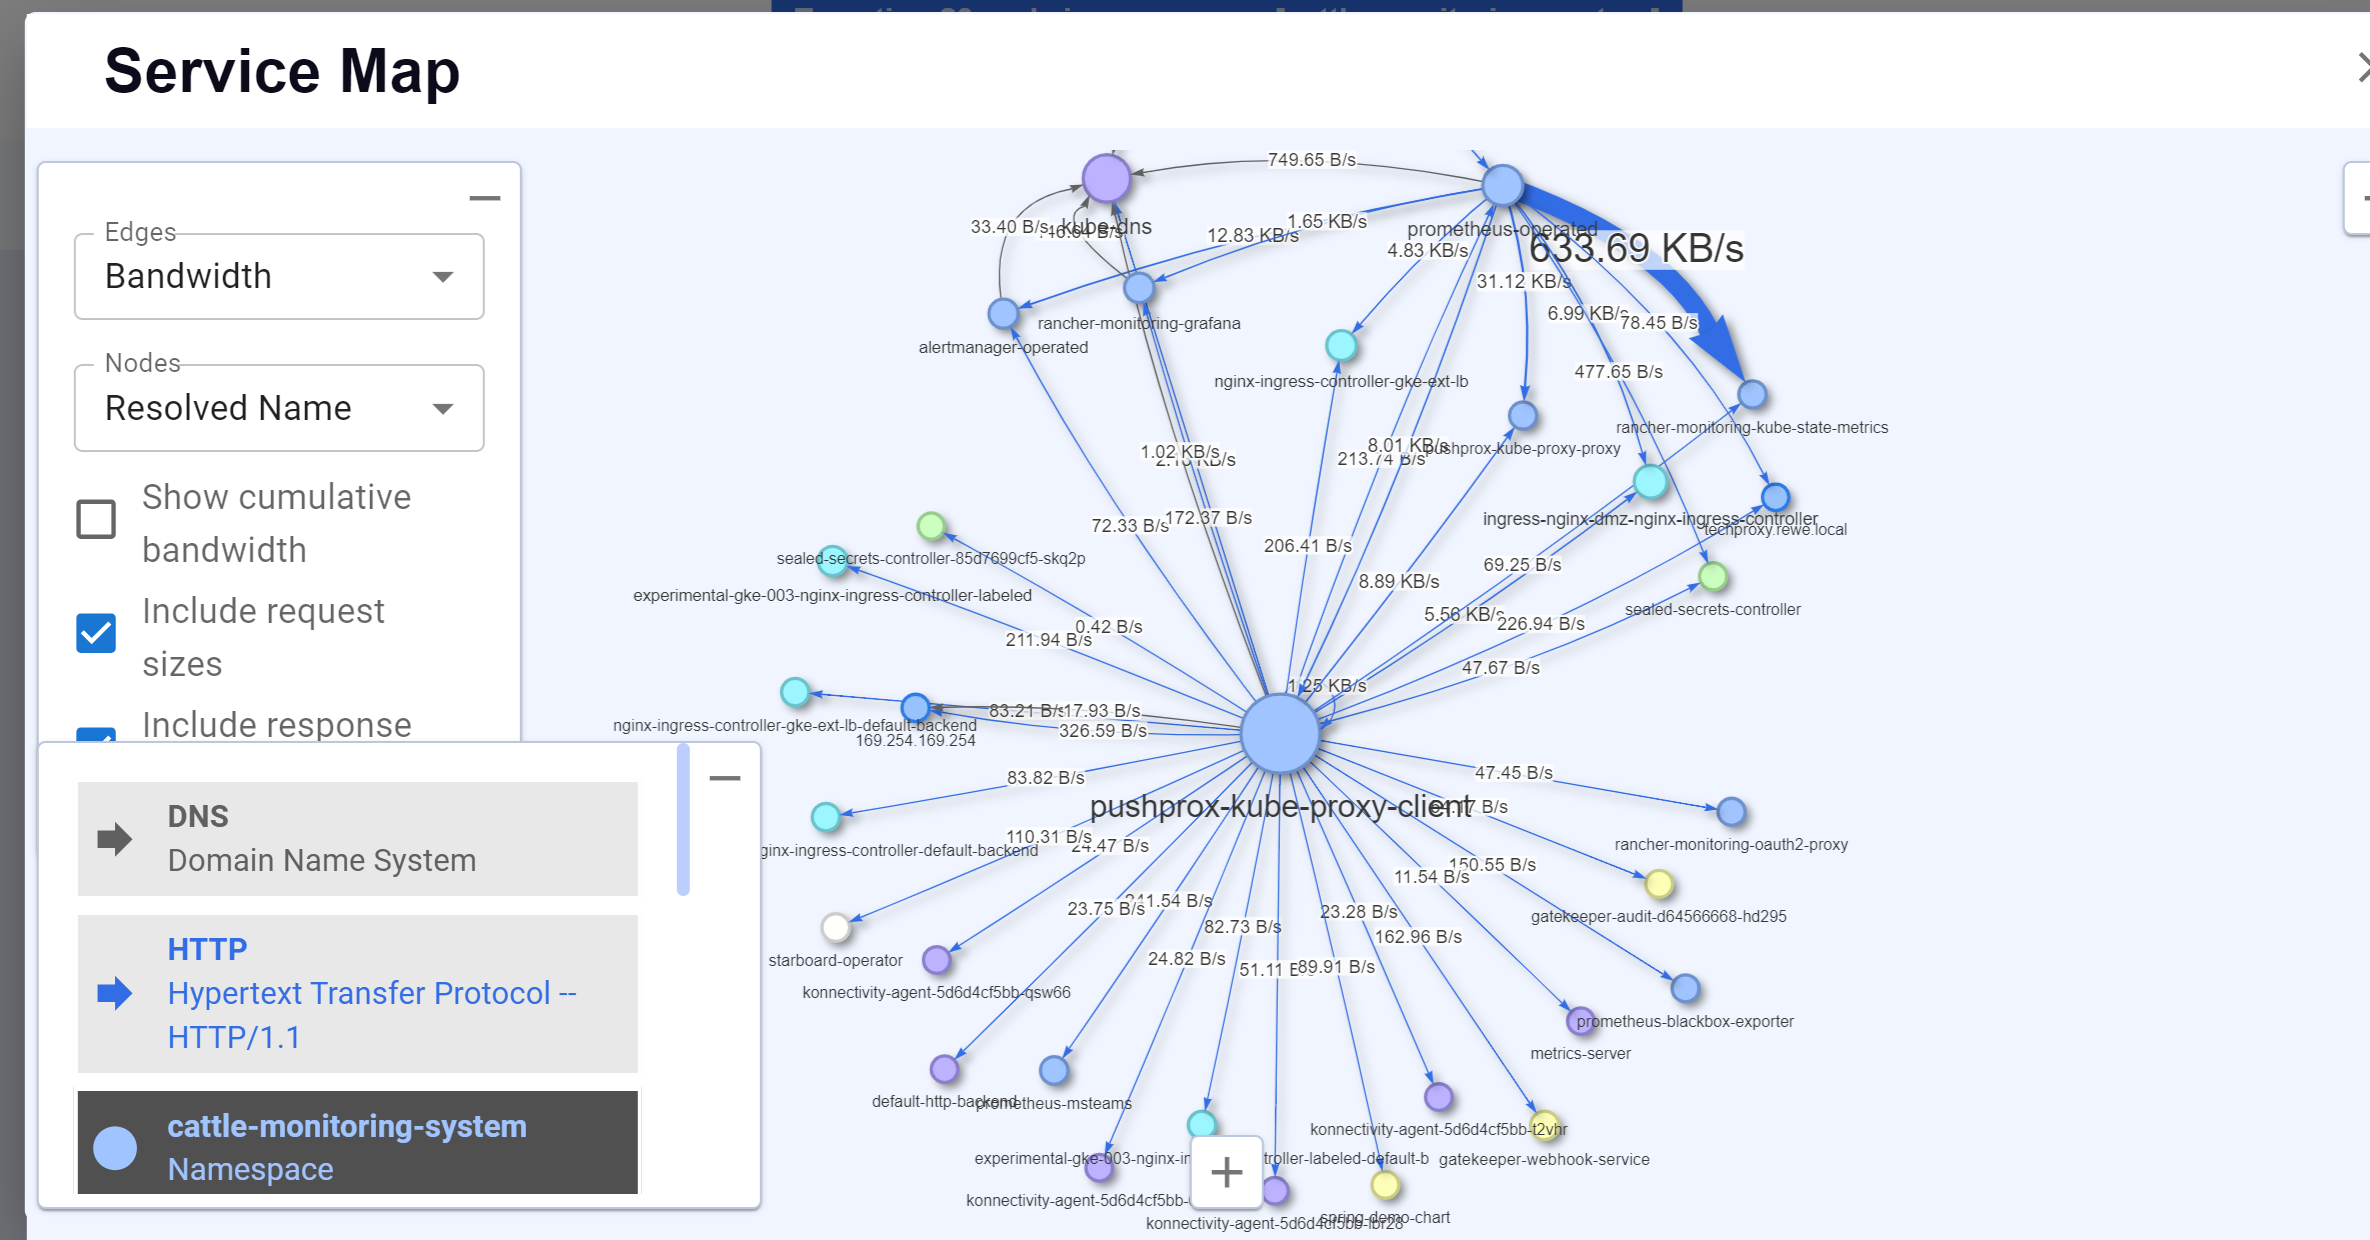 Service Map
Edges
Bandwidth
Nodes
Resolved Name
Show cumulative
bandwidth
Include request
sizes
Include response
DNS
Domain Name System
HTTP
Hypertext Transfer Protocol --
HTTP/1.1
cattle-monitoring-system
Namespace
749.65 B/s
33.40 B/s
kube-dns
12.83 KB/s
1.65 KB/s
prometheus-operated
633.69 KB/s
4.83 KB/s
31.12 KB/s
6.99 KB/s
78.45 B/s
rancher-monitoring-grafana
alertmanager-operated
nginx-ingress-controller-gke-ext-lb
477.65 B/s
rancher-monitoring-kube-state-metrics
pushprox-kube-proxy-proxy
1.02 KB/s
8.01 KB/s
213.74 B/s
72.33 B/s
172.37 B/s
206.41 B/s
ingress-nginx-dmz-nginx-ingress-controller
techproxy.rewe.local
sealed-secrets-controller-85d7699cf5-skq2p
experimental-gke-003-nginx-ingress-controller-labeled
69.25 B/s
8.89 KB/s
sealed-secrets-controller
5.56 KB/s
226.94 B/s
0.42 B/s
211.94 B/s
47.67 B/s
1.25 KB/s
83.21 B/s
17.93 B/s
326.59 B/s
nginx-ingress-controller-gke-ext-lb-default-backend
169.254.169.254
83.82 B/s
47.45 B/s
pushprox-kube-proxy-client
110.31 B/s
24.47 B/s
ginx-ingress-controller-default-backend
rancher-monitoring-oauth2-proxy
150.55 B/s
11.54 B/s
23.75 B/s
23.28 B/s
gatekeeper-audit-d64566668-hd295
82.73 B/s
162.96 B/s
starboard-operator
24.82 B/s
51.11 B
89.91 B/s
konnectivity-agent-5d6d4cf5bb-qsw66
prometheus-blackbox-exporter
metrics-server
default-http-backend
prometheus-msteams
konnectivity-agent-5d6d4cf5bb-t2vhr
experimental-gke-003-nginx-in
troller-labeled-default-b
gatekeeper-webhook-service
konnectivity-agent-5d6d4cf5bb-
spring-demo-chart
konnectivity-agent-5d6d4cf5bb-lbr28